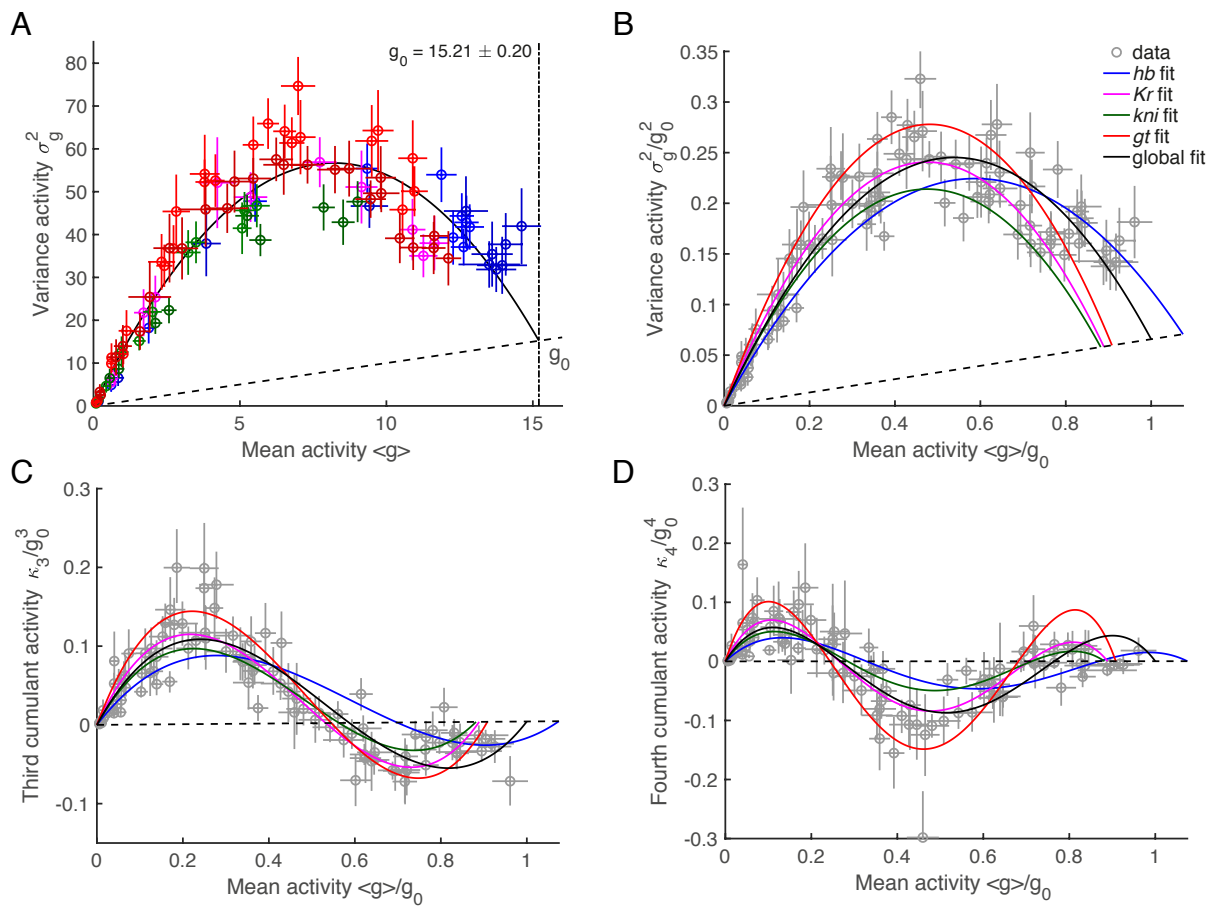 A
g₀ = 15.21 ± 0.20
80
70
60
50
40
30
20
10
0
0
5
10
15
g₀
Variance activity σ²g
Mean activity <g>
B
0.35
0.3
0.25
0.2
0.15
0.1
0.05
0
0
0.2
0.4
0.6
0.8
1
Variance activity σ²g/g²₀
Mean activity <g>/g₀
data
hb fit
Kr fit
kni fit
gt fit
global fit
C
0.3
0.2
0.1
0
-0.1
0
0.2
0.4
0.6
0.8
1
Third cumulant activity κ₃/g³₀
Mean activity <g>/g₀
D
0.3
0.2
0.1
0
-0.1
-0.2
-0.3
0
0.2
0.4
0.6
0.8
1
Fourth cumulant activity κ₄/g⁴₀
Mean activity <g>/g₀